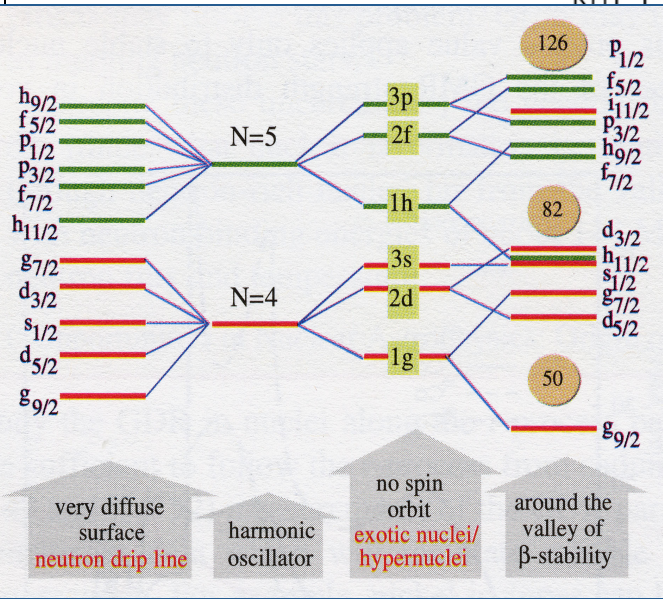 h9/2
f5/2
p1/2
p3/2
f7/2
h11/2
g7/2
d3/2
s1/2
d5/2
g9/2
N=5
N=4
3p
2f
1h
3s
2d
1g
126
82
50
p1/2
f5/2
i11/2
p3/2
h9/2
f7/2
d3/2
h11/2
s1/2
g7/2
d5/2
g9/2
very diffuse
surface
neutron drip line
harmonic
oscillator
no spin
orbit
exotic nuclei/
hypernuclei
around the
valley of
β-stability